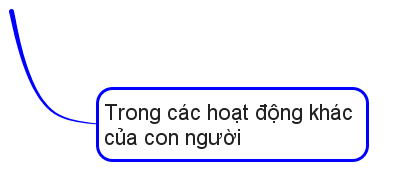 Trong các hoạt động khác
của con người